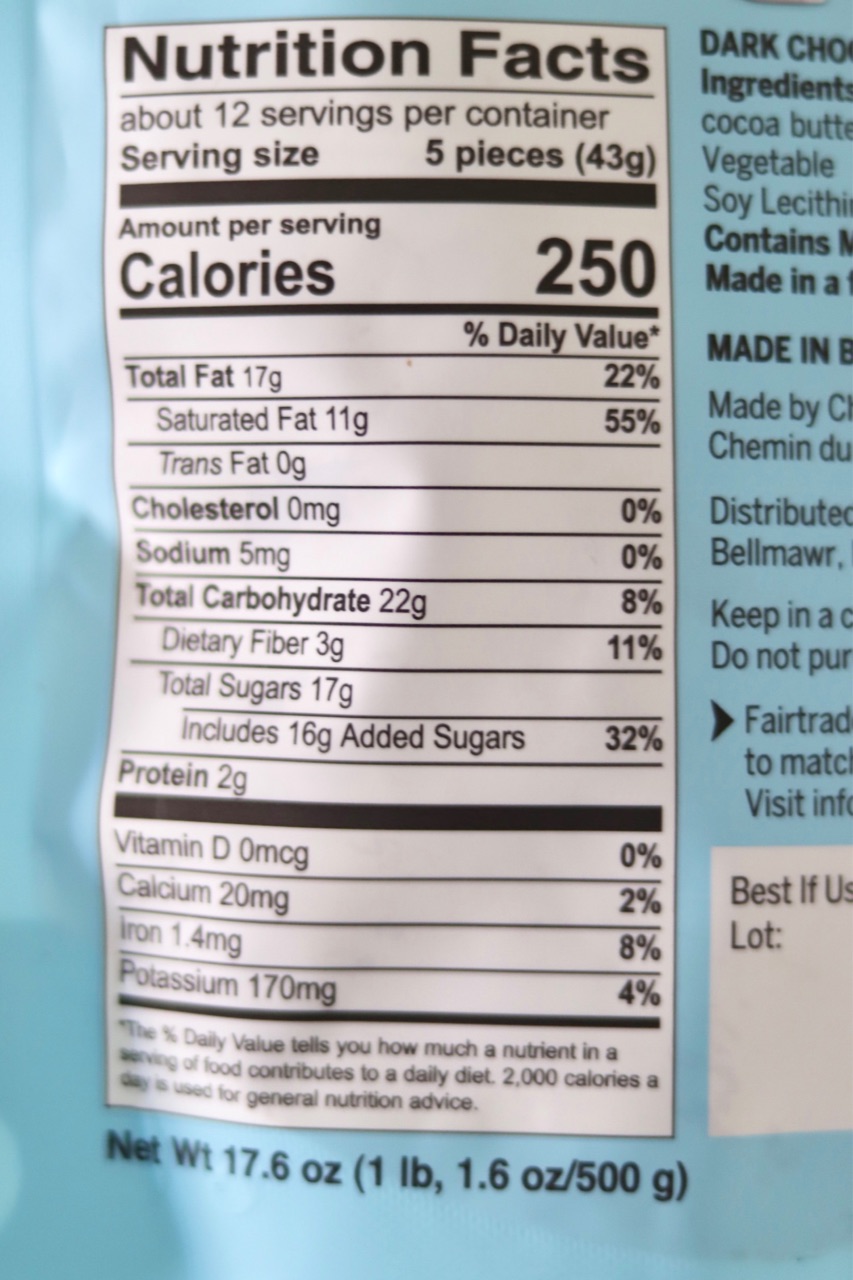 Nutrition Facts
about 12 servings per container
Serving size 5 pieces (43g)
Amount per serving
Calories 250
% Daily Value*
Total Fat 17g 22%
Saturated Fat 11g 55%
Trans Fat 0g
Cholesterol 0mg 0%
Sodium 5mg 0%
Total Carbohydrate 22g 8%
Dietary Fiber 3g 11%
Total Sugars 17g
Includes 16g Added Sugars 32%
Protein 2g
Vitamin D 0mcg 0%
Calcium 20mg 2%
Iron 1.4mg 8%
Potassium 170mg 4%
*The % Daily Value tells you how much a nutrient in a
serving of food contributes to a daily diet. 2,000 calories a
day is used for general nutrition advice.
Net Wt 17.6 oz (1 lb, 1.6 oz/500 g)
DARK
Ingredients
cocoa
Vegetable
Soy
Contains
Made in a
MADE IN
Made by
Chemin du
Distributed
Bellmawr,
Keep in a
Do not
to
Visit
Best If
Lot: